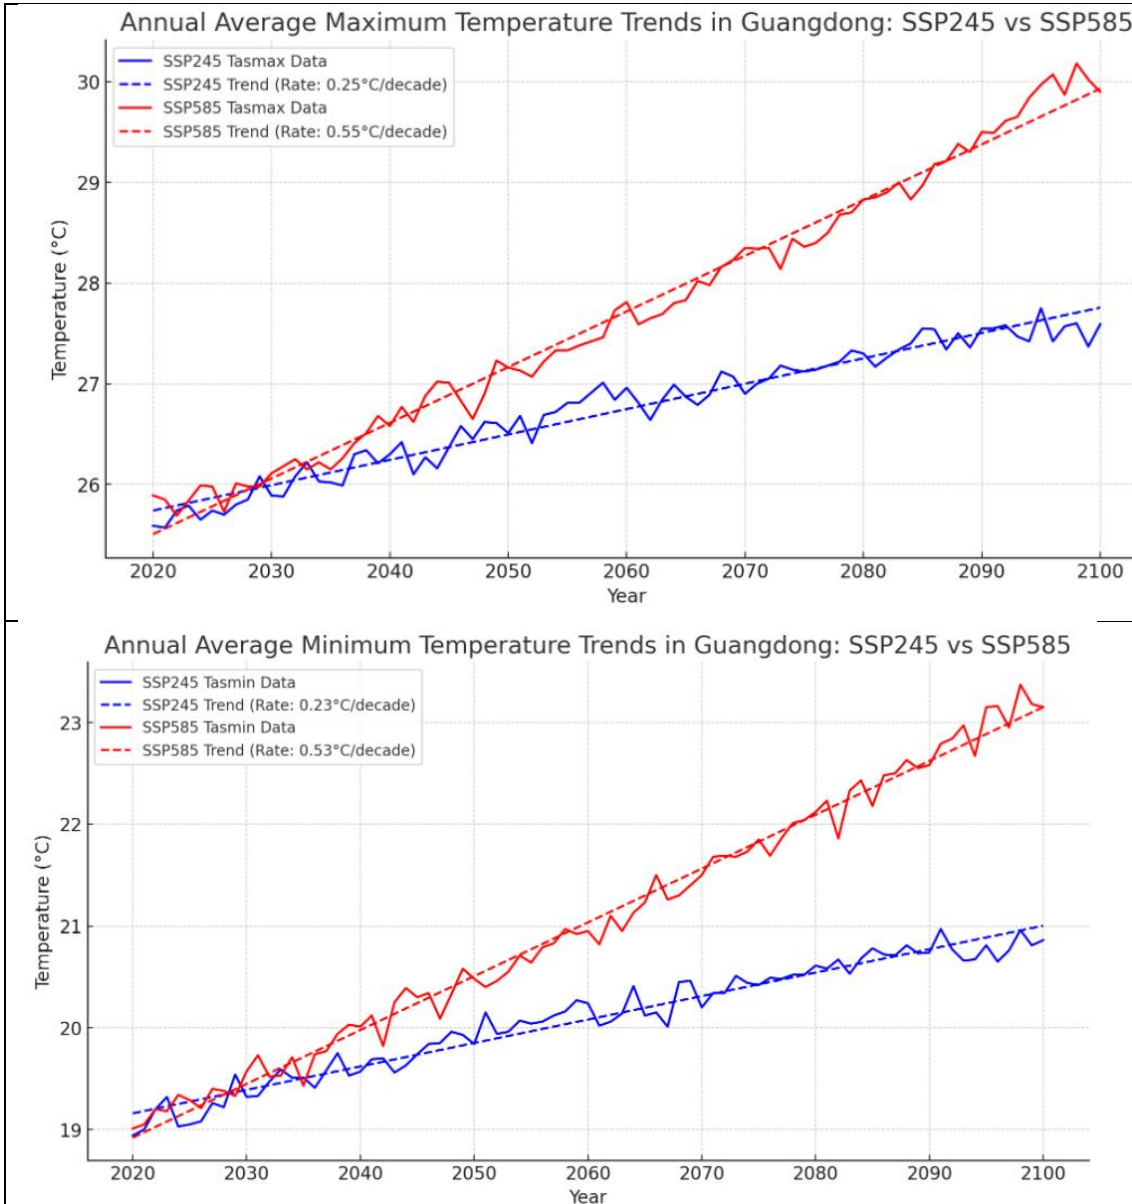 Annual Average Maximum Temperature Trends in Guangdong: SSP245 vs SSP585
SSP245 Tasmax Data
SSP245 Trend (Rate: 0.25°C/decade)
SSP585 Tasmax Data
SSP585 Trend (Rate: 0.55°C/decade)
30
29
28
27
26
Temperature (°C)
2020 2030 2040 2050 2060 2070 2080 2090 2100
Year
Annual Average Minimum Temperature Trends in Guangdong: SSP245 vs SSP585
SSP245 Tasmin Data
SSP245 Trend (Rate: 0.23°C/decade)
SSP585 Tasmin Data
SSP585 Trend (Rate: 0.53°C/decade)
23
22
21
20
19
Temperature (°C)
2020 2030 2040 2050 2060 2070 2080 2090 2100
Year